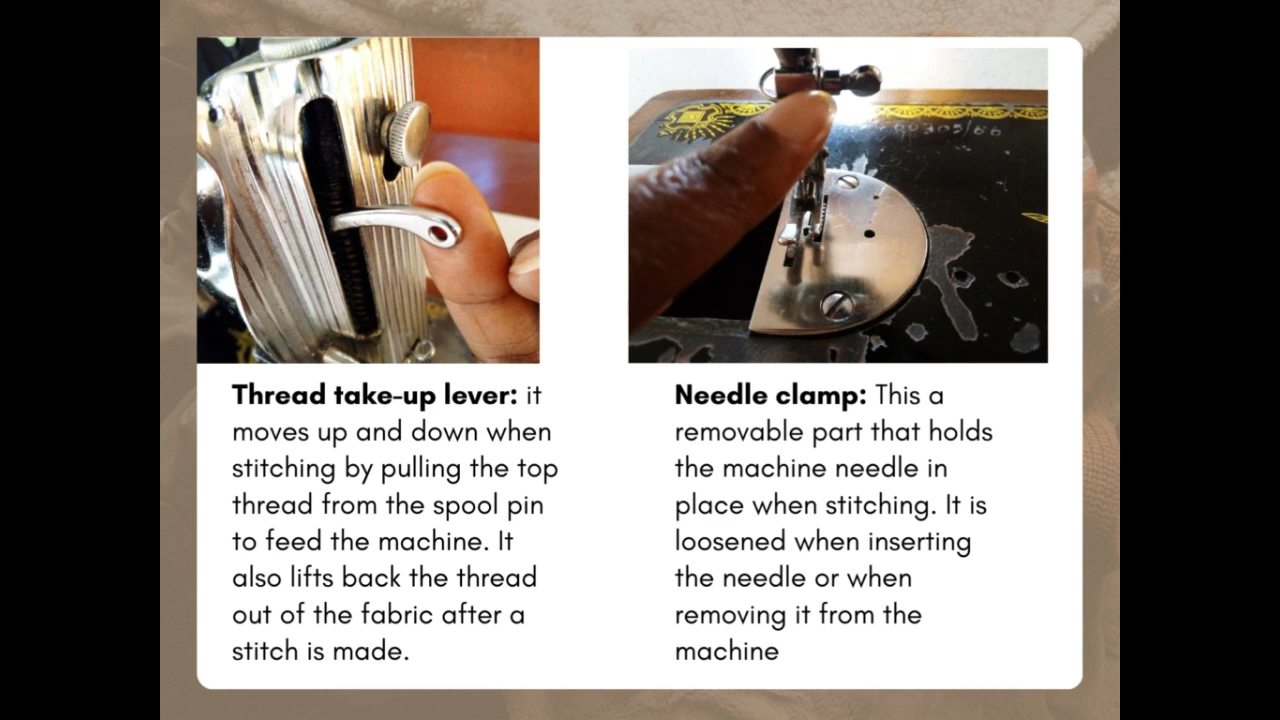 Thread take-up lever: it
moves up and down when
stitching by pulling the top
thread from the spool pin
to feed the machine. It
also lifts back the thread
out of the fabric after a
stitch is made.
Needle clamp: This a
removable part that holds
the machine needle in
place when stitching. It is
loosened when inserting
the needle or when
removing it from the
machine